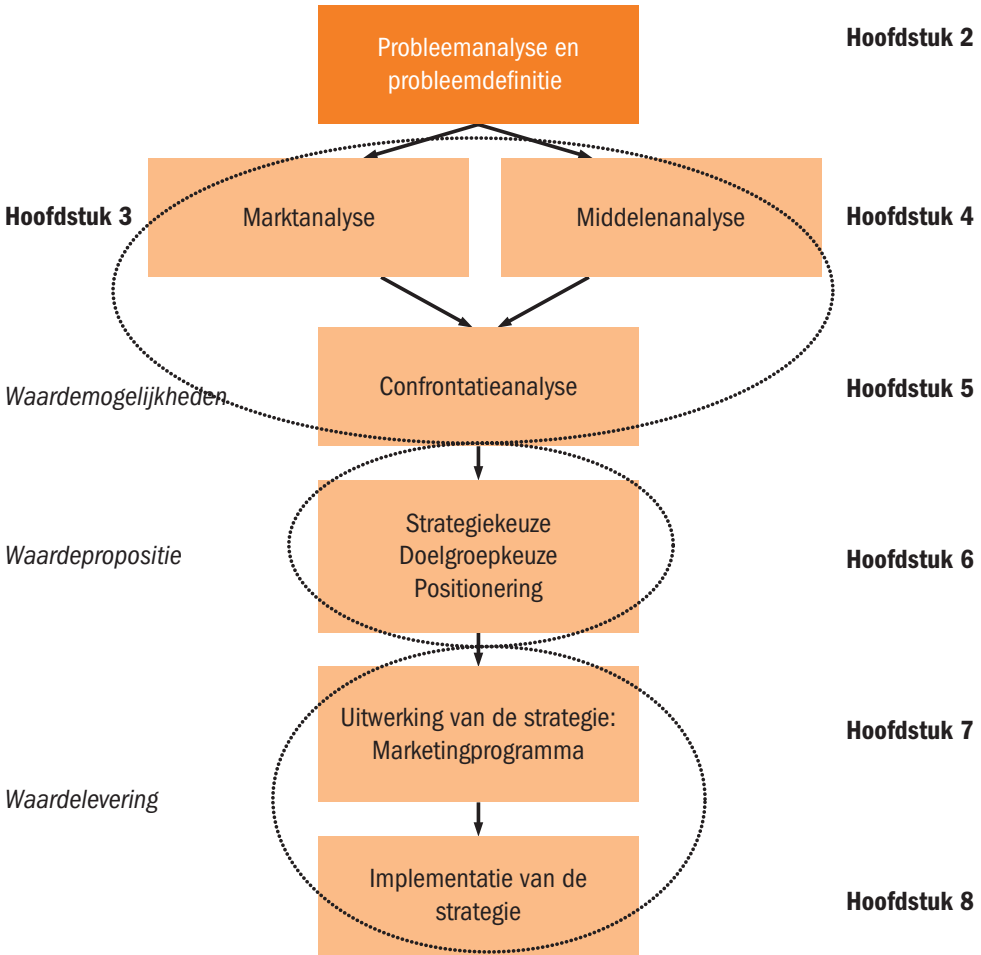 Probleemanalyse en
probleemdefinitie
Hoofdstuk 2
Hoofdstuk 3
Marktanalyse
Middelenanalyse
Hoofdstuk 4
Waardemogelijkheden
Confrontatieanalyse
Hoofdstuk 5
Waardepropositie
Strategiekeuze
Doelgroepkeuze
Positionering
Hoofdstuk 6
Uitwerking van de strategie:
Marketingprogramma
Hoofdstuk 7
Waardelevering
Implementatie van de
strategie
Hoofdstuk 8